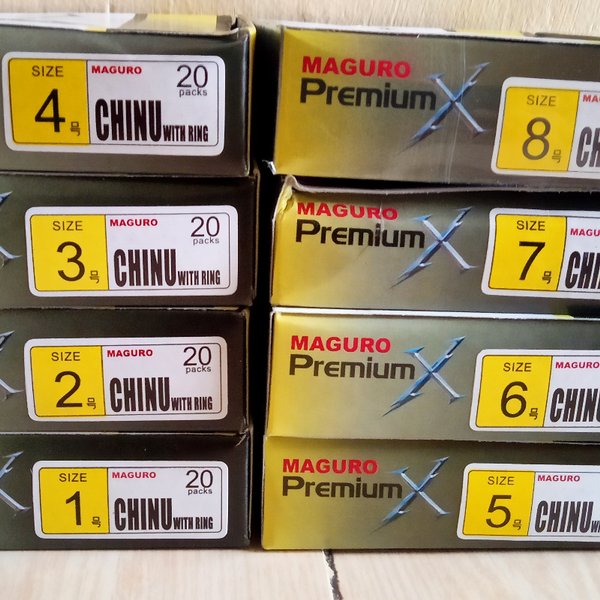 SIZE
4号
MAGURO
20
packs
CHINU WITH RING
SIZE
3号
MAGURO
20
packs
CHINU WITH RING
SIZE
2号
MAGURO
20
packs
CHINU WITH RING
SIZE
1号
MAGURO
20
packs
CHINU WITH RING
MAGURO
Premium X
SIZE
8号
MAGURO
Premium X
SIZE
7号
MAGURO
Premium X
SIZE
6号
MAGURO
CHINU
MAGURO
Premium X
SIZE
5号
MAGURO
CHINU